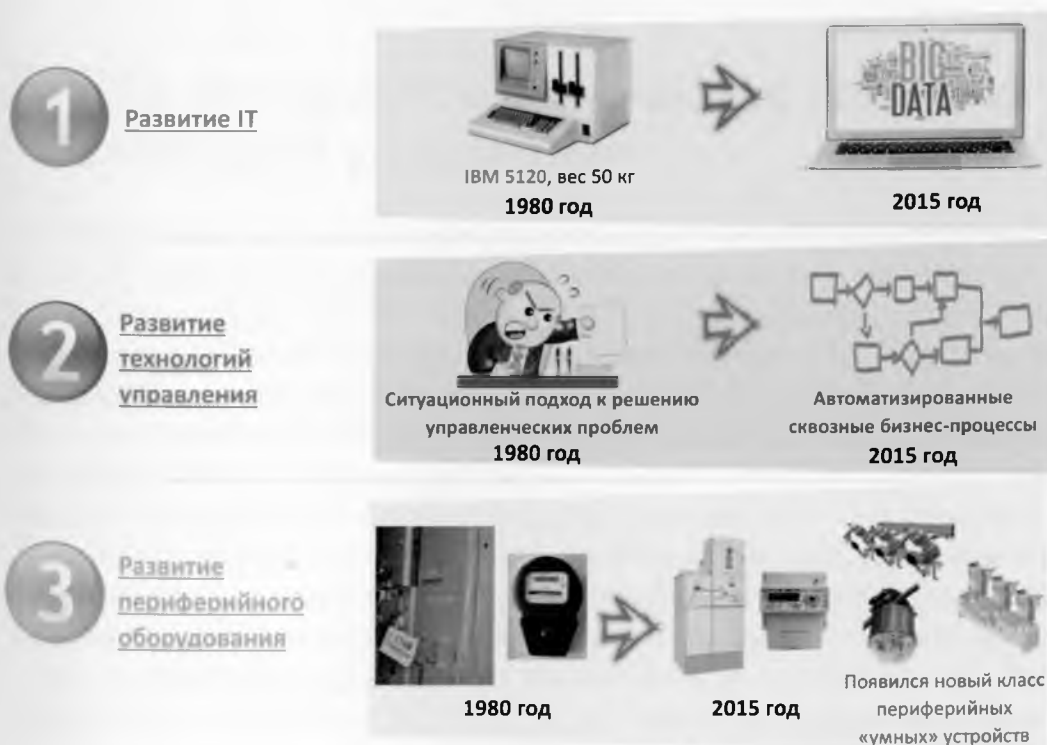 1
Развитие IT
BIG
DATA
IBM 5120, вес 50 кг
1980 год
2015 год
2
Развитие
технологий
управления
Ситуационный подход к решению
управленческих проблем
1980 год
Автоматизированные
сквозные бизнес-процессы
2015 год
3
Развитие
периферийного
оборудования
1980 год
2015 год
Появился новый класс
периферийных
«умных» устройств